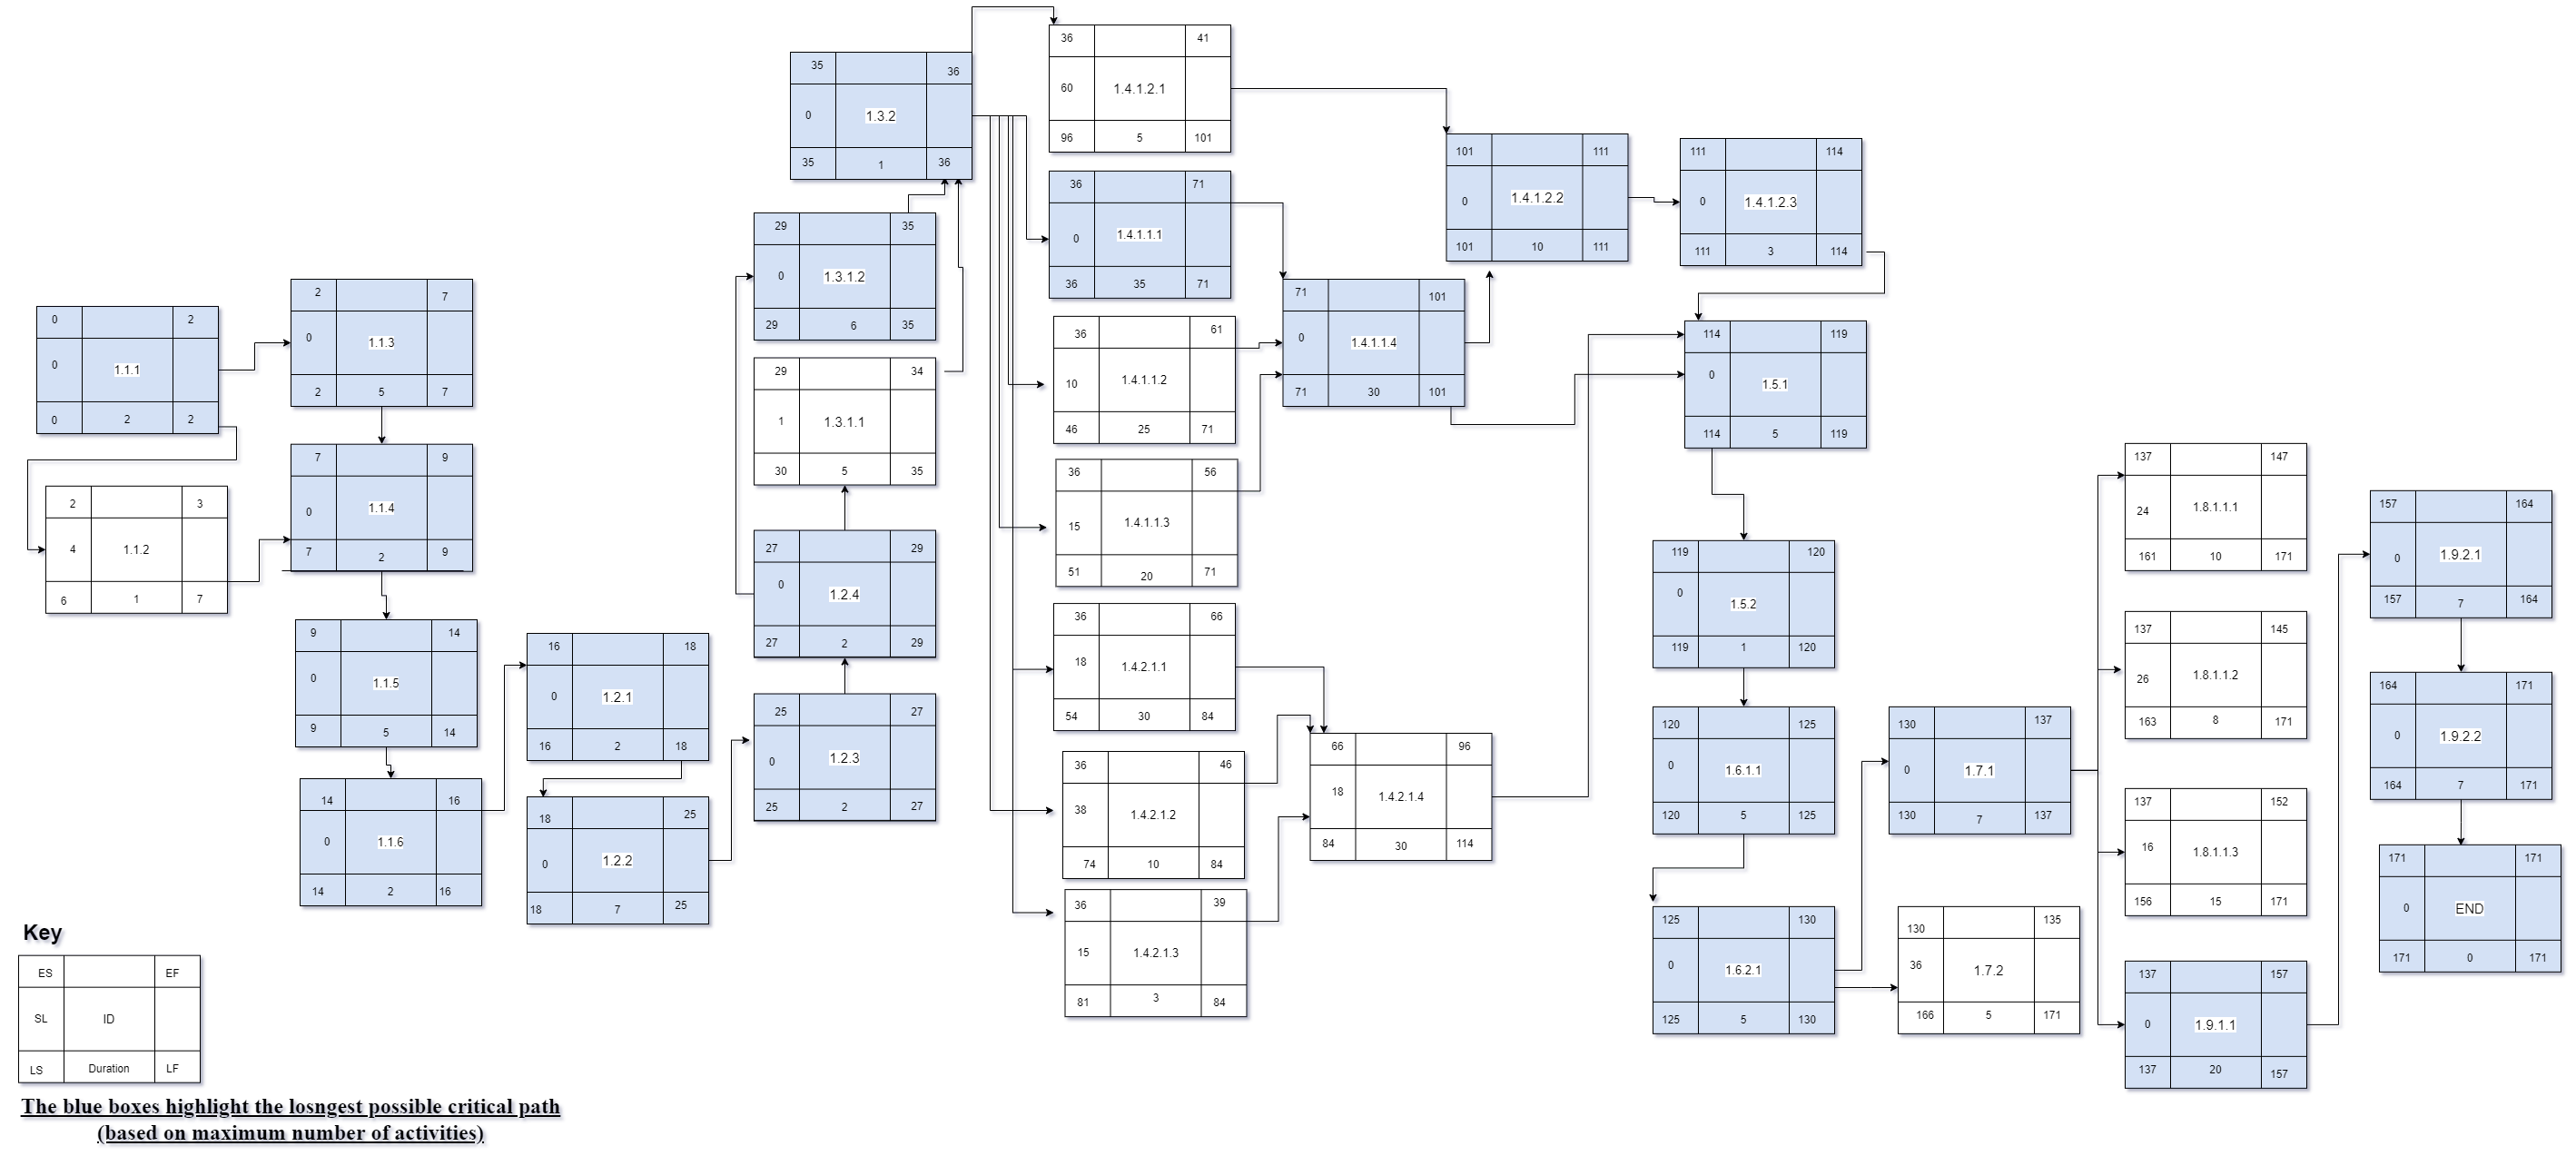 0 2
0 1.1.1
0 2 2
2 3
4 1.1.2
6 1 7
2 7
0 1.1.3
2 5 7
7 9
0 1.1.4
7 2 9
9 14
0 1.1.5
9 5 14
14 16
0 1.1.6
14 2 16
16 18
0 1.2.1
16 2 18
18 25
0 1.2.2
18 7 25
25 27
0 1.2.3
25 2 27
27 29
0 1.2.4
27 2 29
29 34
1 1.3.1.1
30 5 35
29 35
0 1.3.1.2
29 6 35
35 36
0 1.3.2
35 1 36
36 41
60 1.4.1.2.1
96 5 101
36 71
0 1.4.1.1.1
36 35 71
36 61
10 1.4.1.1.2
46 25 71
36 56
15 1.4.1.1.3
51 20 71
36 66
18 1.4.2.1.1
54 30 84
36 46
38 1.4.2.1.2
74 10 84
36 39
15 1.4.2.1.3
81 3 84
71 101
0 1.4.1.1.4
71 30 101
66 96
18 1.4.2.1.4
84 30 114
101 111
0 1.4.1.2.2
101 10 111
111 114
0 1.4.1.2.3
111 3 114
114 119
0 1.5.1
114 5 119
119 120
0 1.5.2
119 1 120
120 125
0 1.6.1.1
120 5 125
125 130
0 1.6.2.1
125 5 130
130 137
0 1.7.1
130 7 137
130 135
36 1.7.2
166 5 171
137 147
24 1.8.1.1.1
161 10 171
137 145
26 1.8.1.1.2
163 8 171
137 152
16 1.8.1.1.3
156 15 171
137 157
0 1.9.1.1
137 20 157
157 164
0 1.9.2.1
157 7 164
164 171
0 1.9.2.2
164 7 171
171 171
0 END
171 0 171
Key
ES EF
SL ID
LS Duration LF
The blue boxes highlight the losngest possible critical path
(based on maximum number of activities)